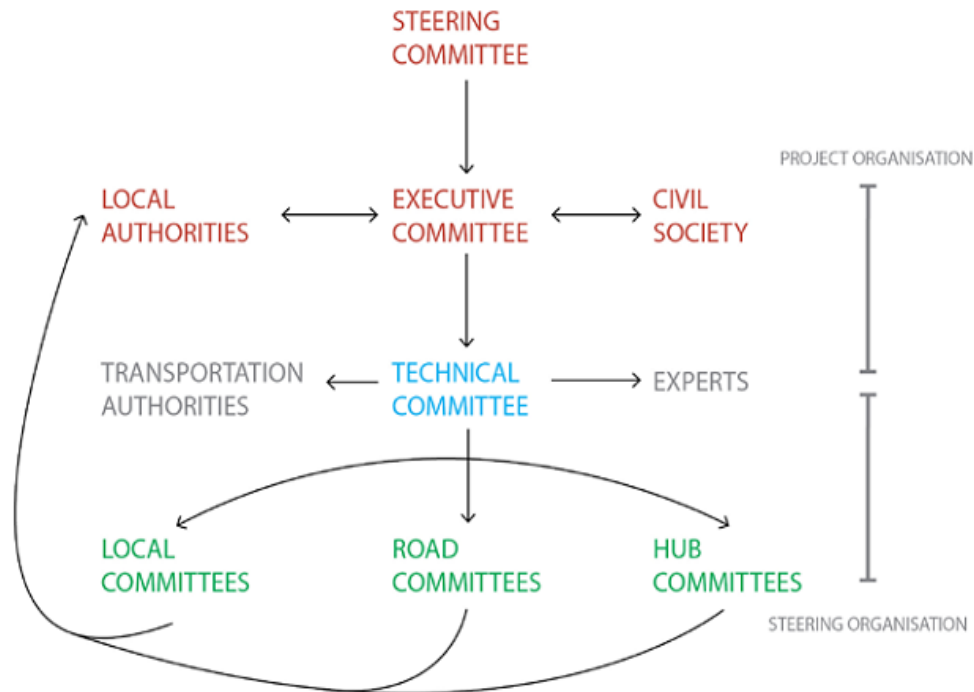 STEERING
COMMITTEE
PROJECT ORGANISATION
LOCAL
AUTHORITIES
EXECUTIVE
COMMITTEE
CIVIL
SOCIETY
TRANSPORTATION
AUTHORITIES
TECHNICAL
COMMITTEE
EXPERTS
LOCAL
COMMITTEES
ROAD
COMMITTEES
HUB
COMMITTEES
STEERING ORGANISATION